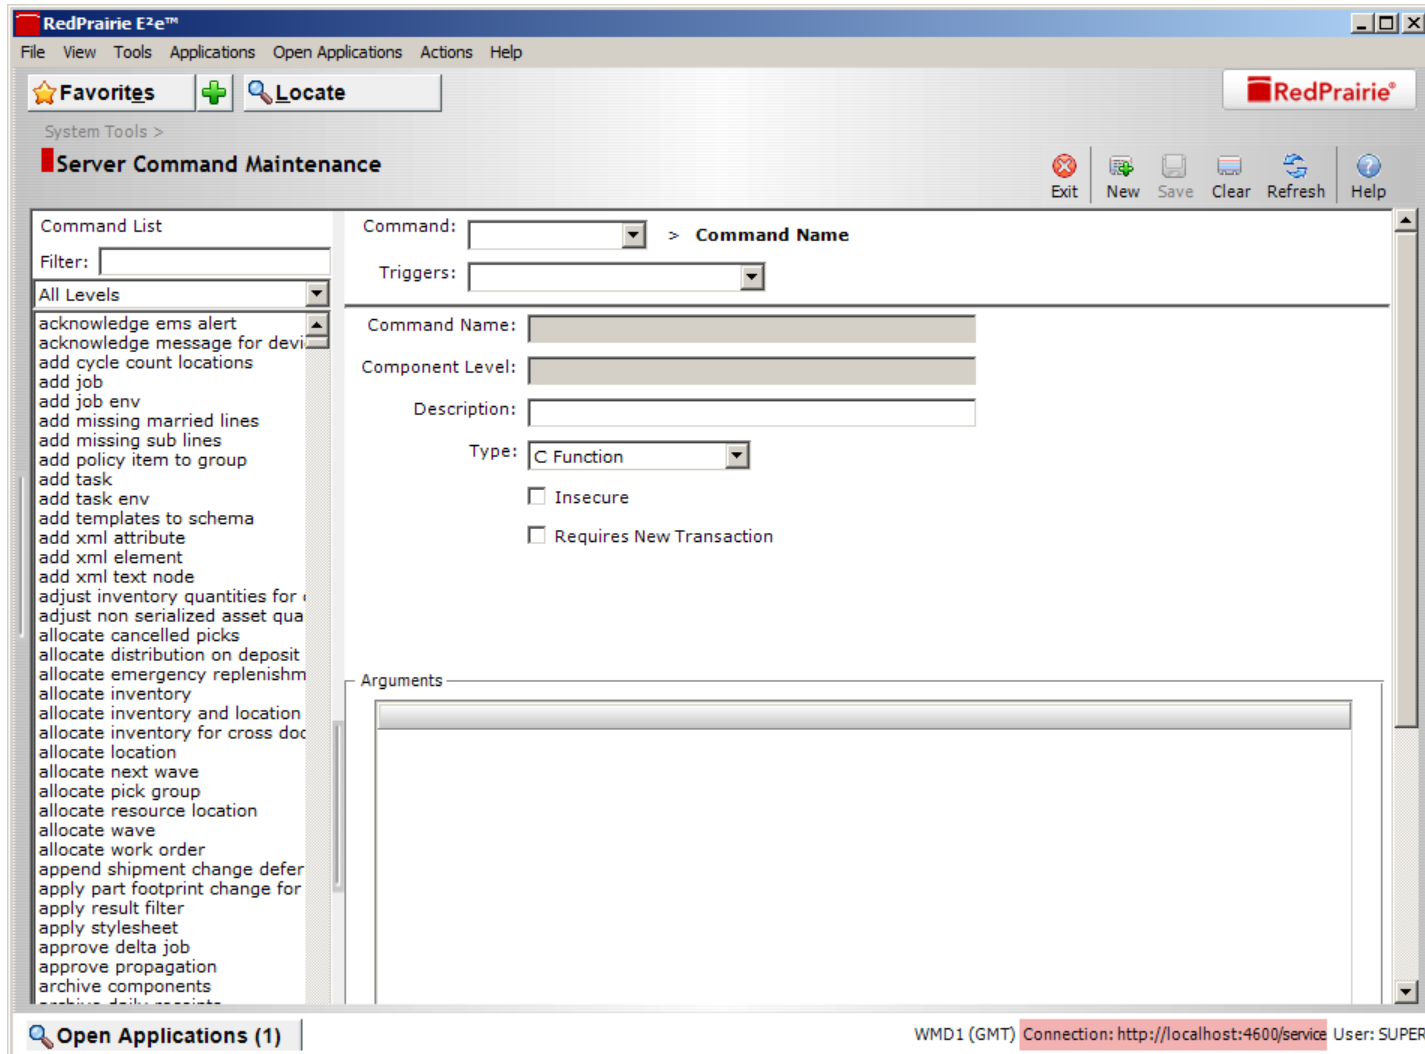 RedPrairie E²e™
File View Tools Applications Open Applications Actions Help
Favorites Locate
RedPrairie®
System Tools >
Server Command Maintenance
Exit New Save Clear Refresh Help
Command List
Filter:
All Levels
acknowledge ems alert
acknowledge message for devi
add cycle count locations
add job
add job env
add missing married lines
add missing sub lines
add policy item to group
add task
add task env
add templates to schema
add xml attribute
add xml element
add xml text node
adjust inventory quantities for
adjust non serialized asset qua
allocate cancelled picks
allocate distribution on deposit
allocate emergency replenishm
allocate inventory
allocate inventory and location
allocate inventory for cross doc
allocate location
allocate next wave
allocate pick group
allocate resource location
allocate wave
allocate work order
append shipment change defer
apply part footprint change for
apply result filter
apply stylesheet
approve delta job
approve propagation
archive components
archive daily receipts
Command: > Command Name
Triggers:
Command Name:
Component Level:
Description:
Type: C Function
Insecure
Requires New Transaction
Arguments
Open Applications (1)
WMD1 (GMT) Connection: http://localhost:4600/service User: SUPER